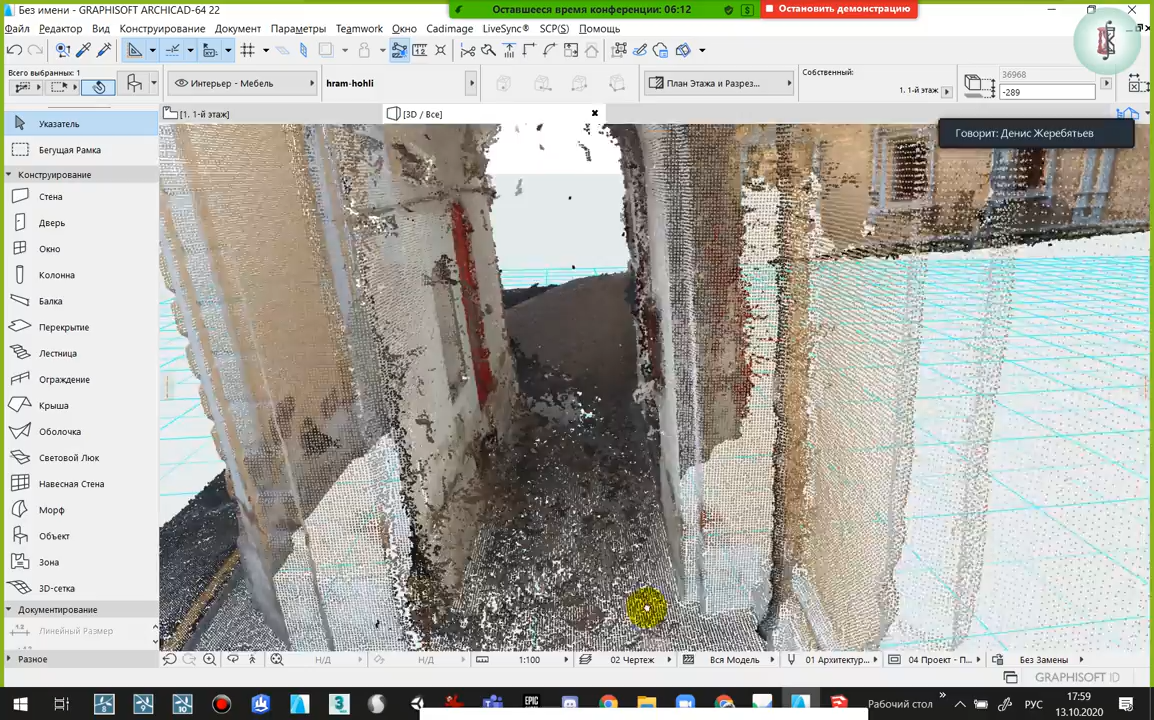 Без имени - GRAPHISOFT ARCHICAD-64 22
Оставшееся время конференции: 06:12
Остановить демонстрацию
Файл Редактор Вид Конструирование Документ Параметры Teamwork Окно Cadimage LiveSync® SCP(S) Помощь
Всего выбранных: 1
Интерьер - Мебель
hram-hohli
План Этажа и Разрез...
Собственный:
1. 1-й этаж
36968
-289
[1. 1-й этаж]
[3D / Все]
Говорит: Денис Жеребятьев
Указатель
Бегущая Рамка
Конструирование
Стена
Дверь
Окно
Колонна
Балка
Перекрытие
Лестница
Ограждение
Крыша
Оболочка
Световой Люк
Навесная Стена
Морф
Объект
Зона
3D-сетка
Документирование
Линейный Размер
Разное
Н/Д
Н/Д
1:100
02 Чертеж
Вся Модель
01 Архитектур...
04 Проект - П...
Без Замены
GRAPHISOFT ID
Рабочий стол
РУС
17:59
13.10.2020